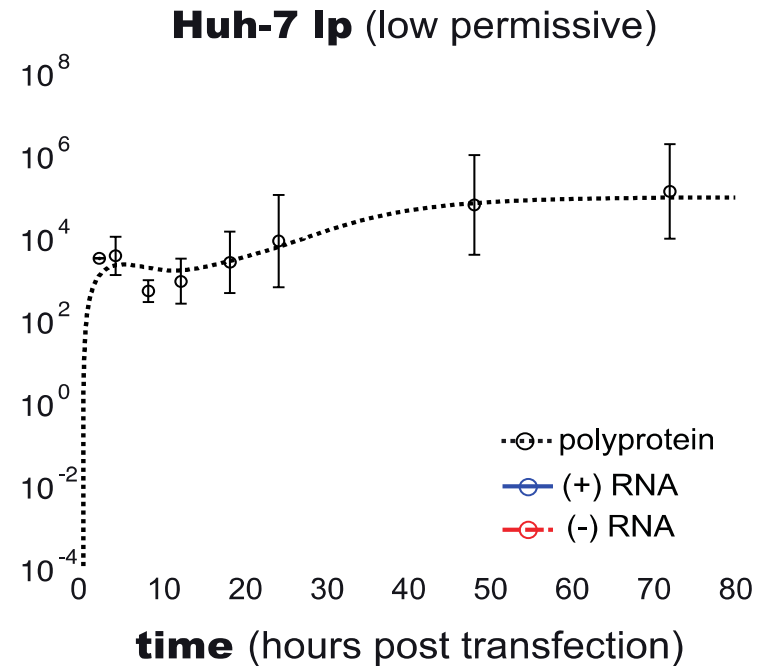 Huh-7 lp (low permissive)
10^8
10^6
10^4
10^2
10^0
10^-2
10^-4
polyprotein
(+) RNA
(-) RNA
0 10 20 30 40 50 60 70 80
time (hours post transfection)